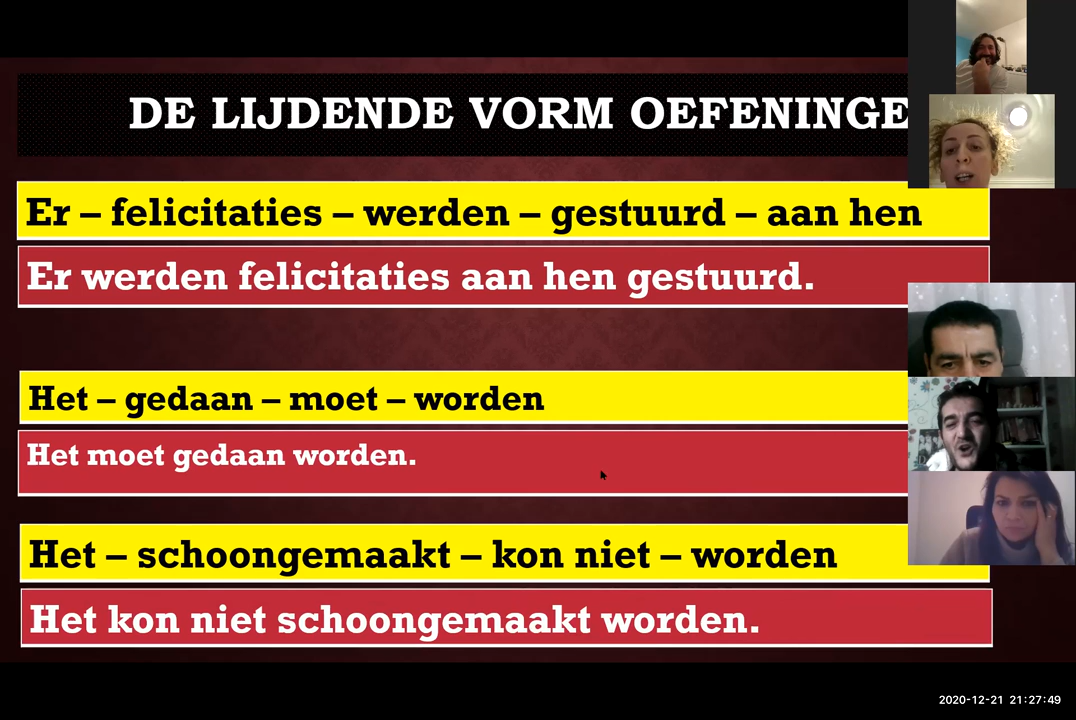 DE LIJDENDE VORM OEFENINGE
Er – felicitaties – werden – gestuurd – aan hen
Er werden felicitaties aan hen gestuurd.
Het – gedaan – moet – worden
Het moet gedaan worden.
Het – schoongemaakt – kon niet – worden
Het kon niet schoongemaakt worden.
2020-12-21 21:27:49